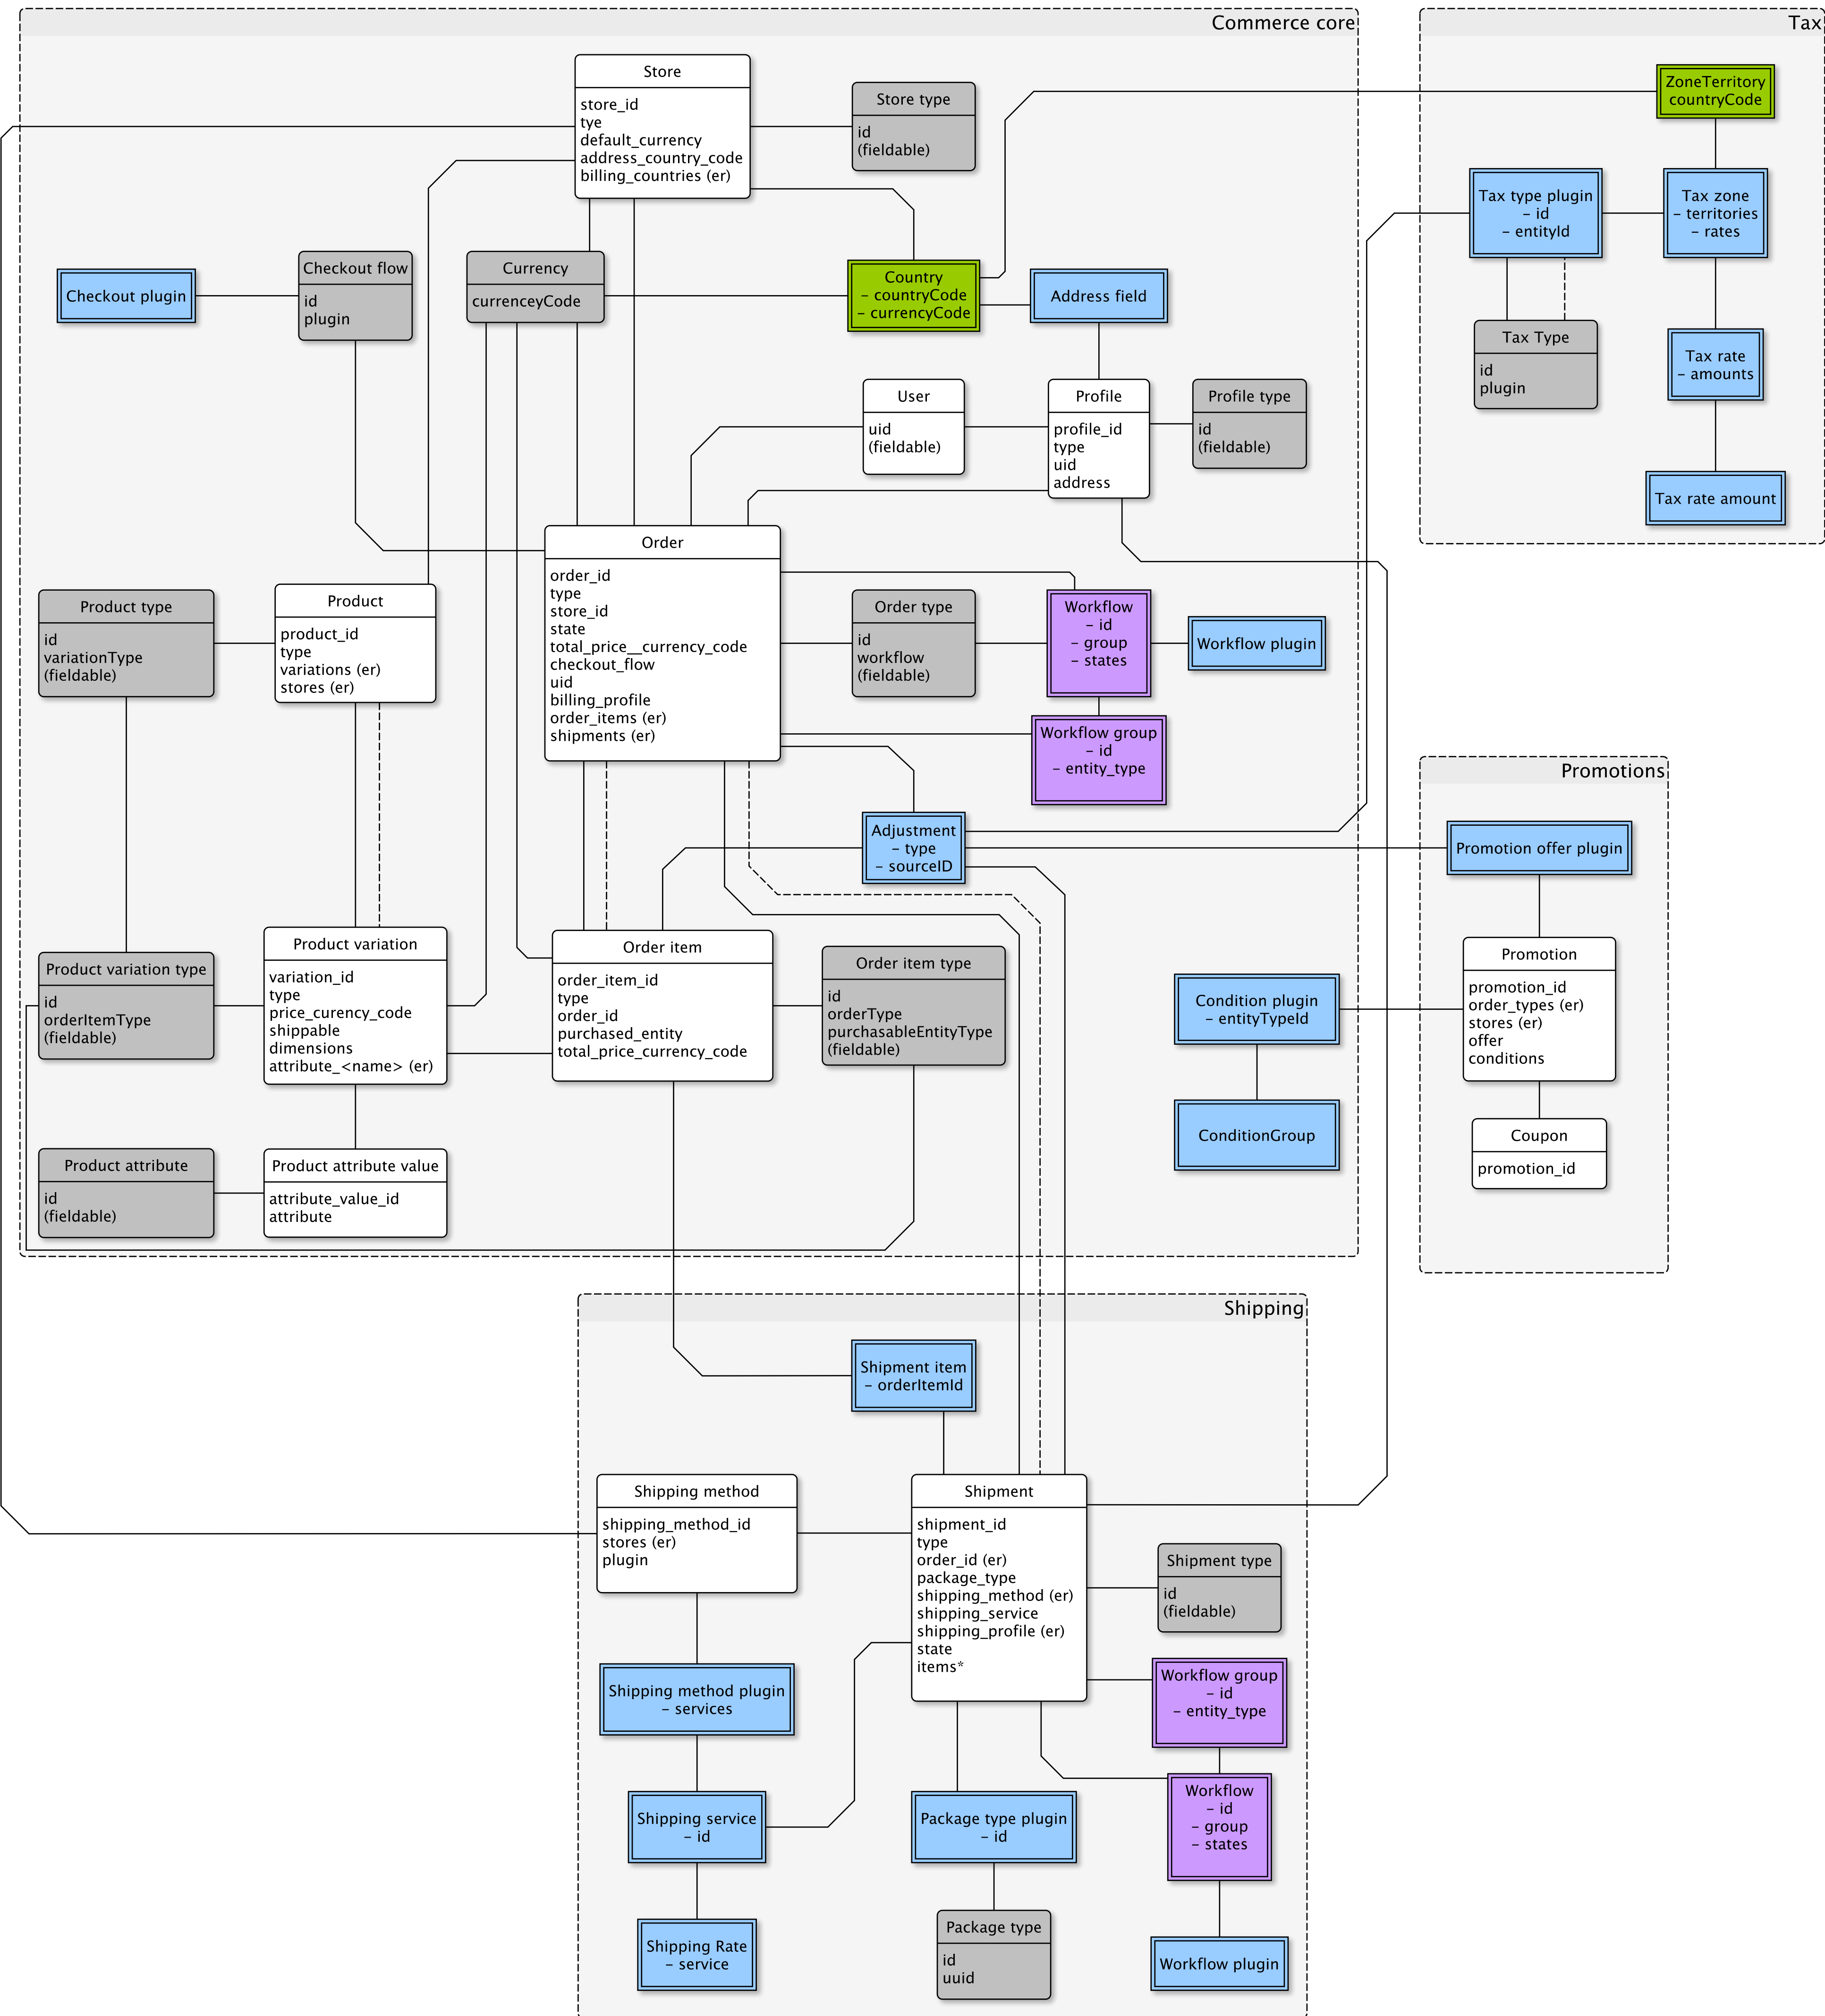 Commerce core
Store
store_id
tye
default_currency
address_country_code
billing_countries (er)
Store type
id
(fieldable)
Checkout plugin
Checkout flow
id
plugin
Currency
currenceyCode
Country
- countryCode
- currencyCode
Address field
User
uid
(fieldable)
Profile
profile_id
type
uid
address
Profile type
id
(fieldable)
Order
order_id
type
store_id
state
total_price__currency_code
checkout_flow
uid
billing_profile
order_items (er)
shipments (er)
Product type
id
variationType
(fieldable)
Product
product_id
type
variations (er)
stores (er)
Order type
id
workflow
(fieldable)
Workflow
- id
- group
- states
Workflow plugin
Workflow group
- id
- entity_type
Adjustment
- type
- sourceID
Product variation type
id
orderItemType
(fieldable)
Product variation
variation_id
type
price_curency_code
shippable
dimensions
attribute_<name> (er)
Order item
order_item_id
type
order_id
purchased_entity
total_price_currency_code
Order item type
id
orderType
purchasableEntityType
(fieldable)
Condition plugin
- entityTypeId
ConditionGroup
Product attribute
id
(fieldable)
Product attribute value
attribute_value_id
attribute
Tax
ZoneTerritory
countryCode
Tax type plugin
- id
- entityId
Tax zone
- territories
- rates
Tax Type
id
plugin
Tax rate
- amounts
Tax rate amount
Promotions
Promotion offer plugin
Promotion
promotion_id
order_types (er)
stores (er)
offer
conditions
Coupon
promotion_id
Shipping
Shipment item
- orderItemId
Shipping method
shipping_method_id
stores (er)
plugin
Shipment
shipment_id
type
order_id (er)
package_type
shipping_method (er)
shipping_service
shipping_profile (er)
state
items*
Shipment type
id
(fieldable)
Shipping method plugin
- services
Workflow group
- id
- entity_type
Shipping service
- id
Package type plugin
- id
Workflow
- id
- group
- states
Shipping Rate
- service
Package type
id
uuid
Workflow plugin